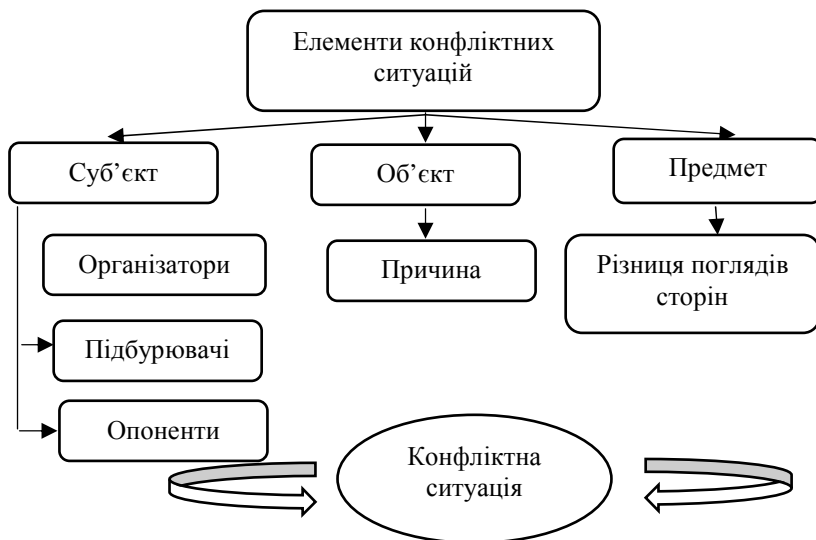 Елементи конфліктних
ситуацій
Суб’єкт
Об’єкт
Предмет
Організатори
Причина
Різниця поглядів
сторін
Підбурювачі
Опоненти
Конфліктна
ситуація